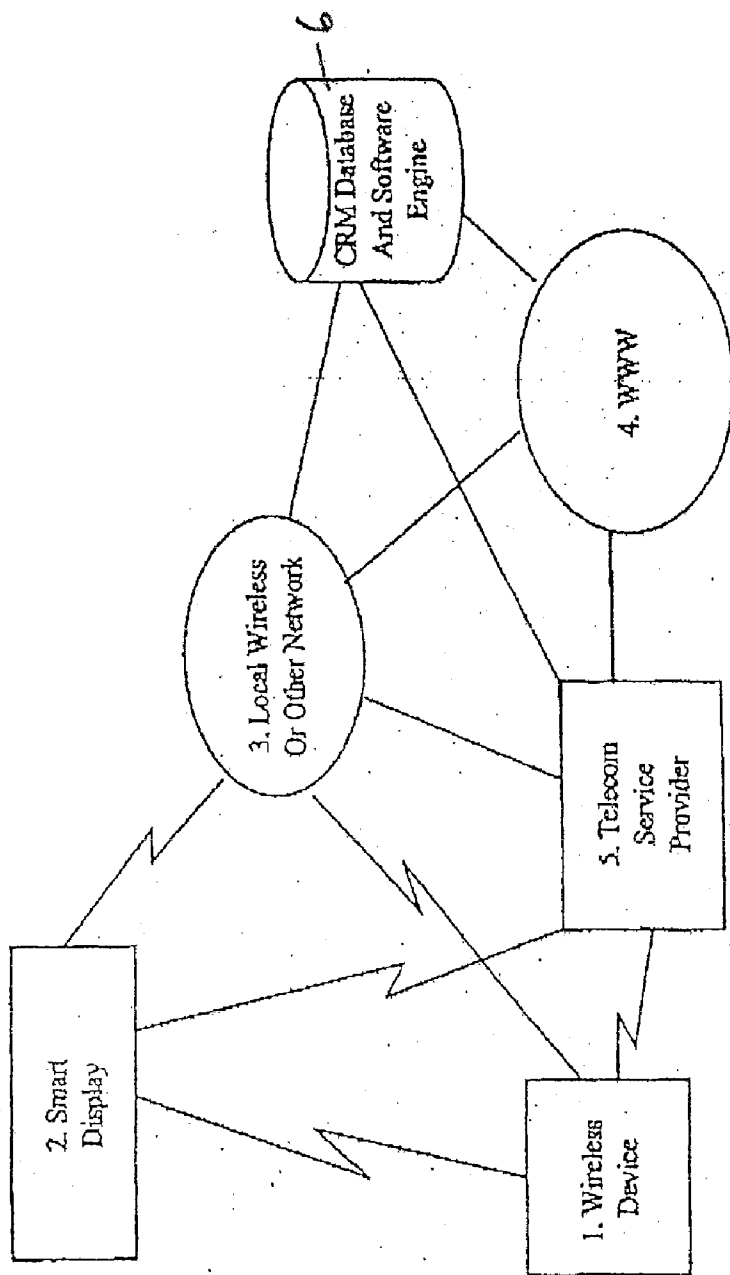 2. Smart
Display
1. Wireless
Device
3. Local Wireless
Or Other Network
5. Telecom
Service
Provider
CRM Database
And Software
Engine
6
4. WWW